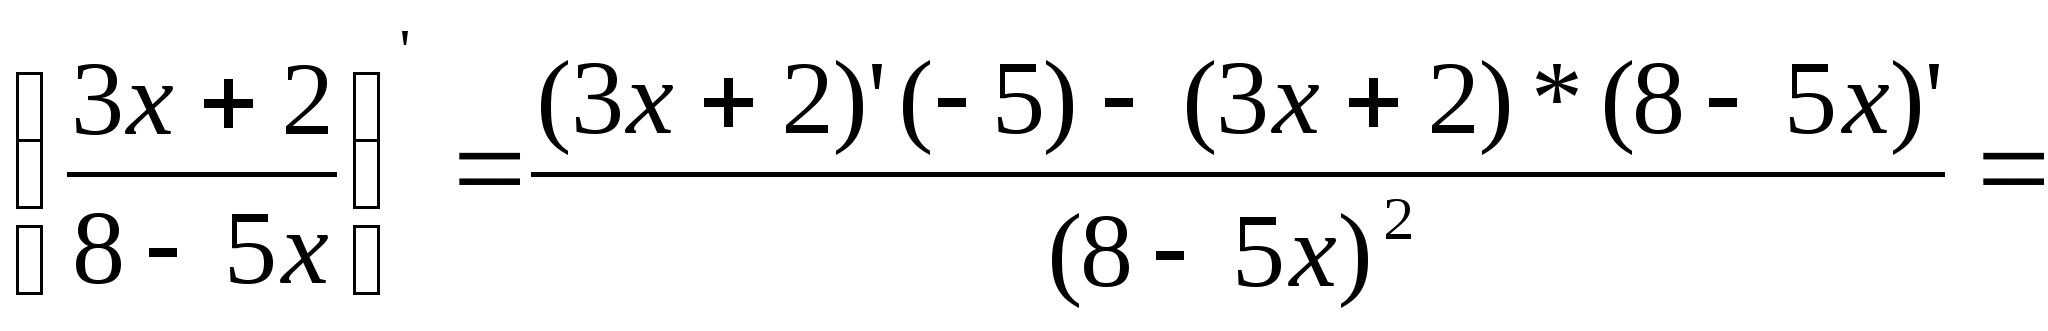 (3x + 2 / 8 - 5x)' = (3x + 2)'(- 5) - (3x + 2) * (8 - 5x)' / (8 - 5x)² =